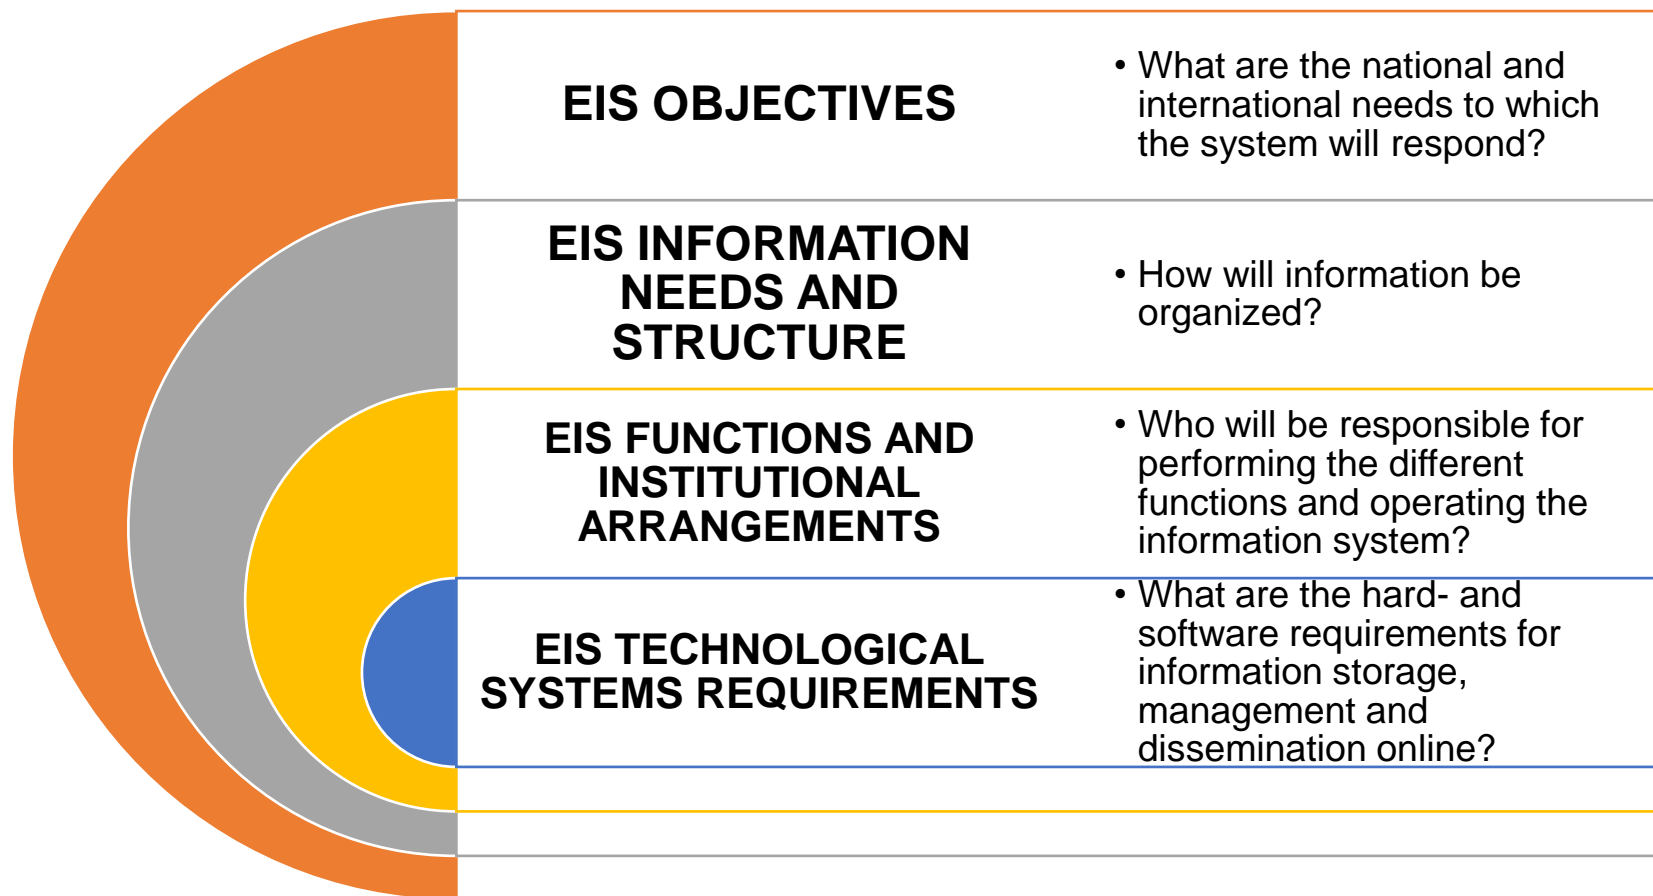 EIS OBJECTIVES
• What are the national and
international needs to which
the system will respond?
EIS INFORMATION
NEEDS AND
STRUCTURE
• How will information be
organized?
EIS FUNCTIONS AND
INSTITUTIONAL
ARRANGEMENTS
• Who will be responsible for
performing the different
functions and operating the
information system?
EIS TECHNOLOGICAL
SYSTEMS REQUIREMENTS
• What are the hard- and
software requirements for
information storage,
management and
dissemination online?